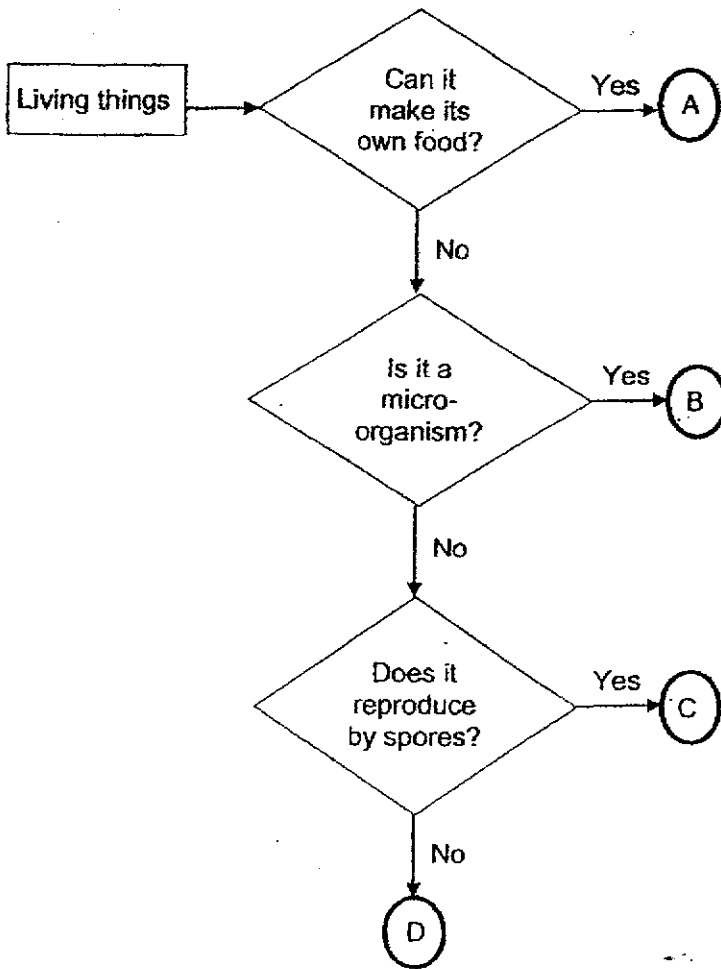 Living things
Can it
make its
own food?
Yes
A
No
Is it a
micro-
organism?
Yes
B
No
Does it
reproduce
by spores?
Yes
C
No
D